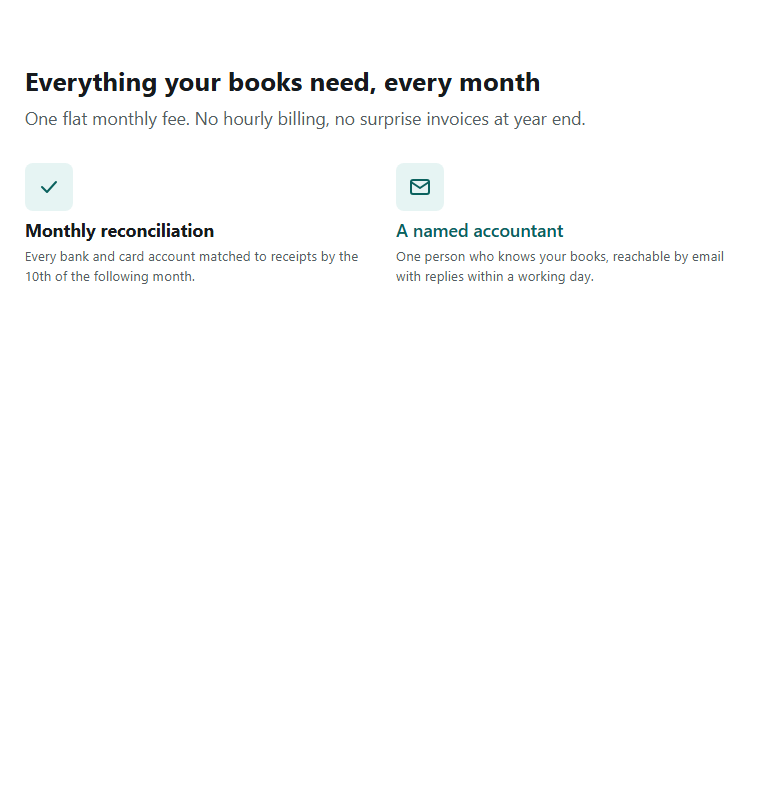 Everything your books need, every month
One flat monthly fee. No hourly billing, no surprise invoices at year end.
Monthly reconciliation
Every bank and card account matched to receipts by the
10th of the following month.
A named accountant
One person who knows your books, reachable by email
with replies within a working day.